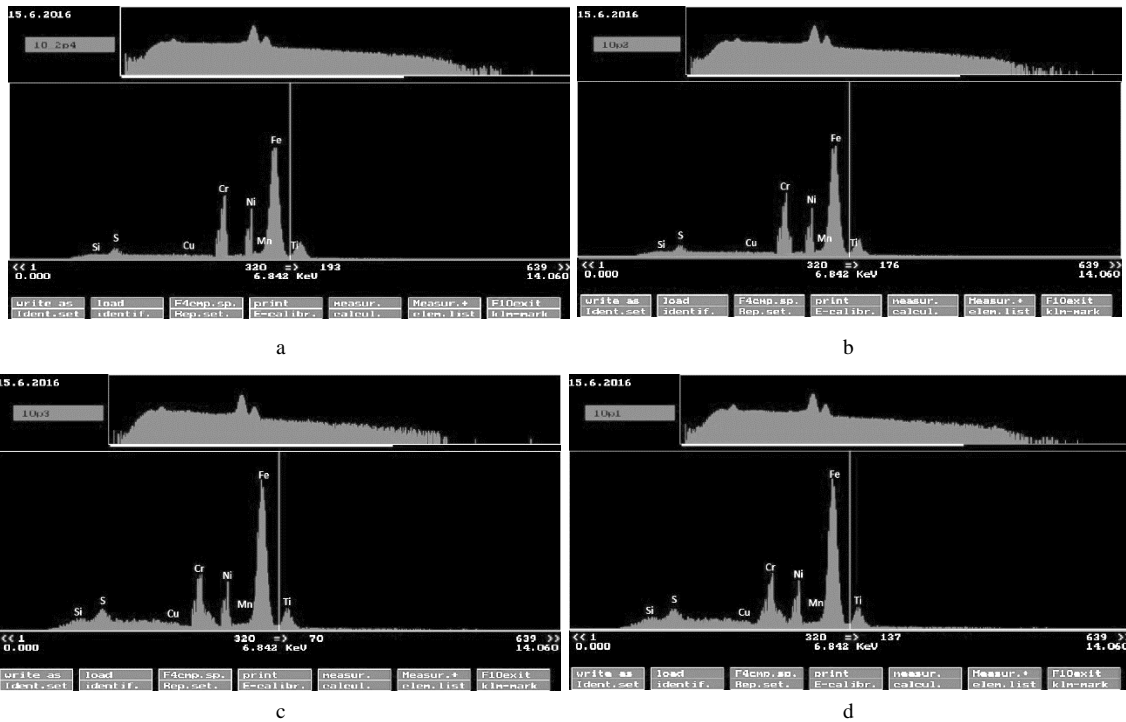 15.6.2016
10_2p4
Fe
Cr
Ni
Si S Cu Mn Ti
<< 1 320 => 193 639 >>
0.000 6.842 KeV 14.060
write as load F4cmp.sp. print measur. Measur.+ F10exit
Ident.set identif. Rep.set. E-calibr. calcul. elem.list klm-mark
a
15.6.2016
10p3
Fe
Cr
Ni
Si S Cu Mn Ti
<< 1 320 => 176 639 >>
0.000 6.842 KeV 14.060
write as load F4cmp.sp. print measur. Measur.+ F10exit
Ident.set identif. Rep.set. E-calibr. calcul. elem.list klm-mark
b
15.6.2016
10p3
Fe
Cr
Ni
Si S Cu Mn Ti
<< 1 320 => 70 639 >>
0.000 6.842 KeV 14.060
write as load F4cmp.sp. print measur. Measur.+ F10exit
Ident.set identif. Rep.set. E-calibr. calcul. elem.list klm-mark
c
15.6.2016
10p1
Fe
Cr
Ni
Si S Cu Mn Ti
<< 1 320 => 137 639 >>
0.000 6.842 KeV 14.060
write as load F4cmp.sp. print measur. Measur.+ F10exit
Ident.set identif. Rep.set. E-calibr. calcul. elem.list klm-mark
d